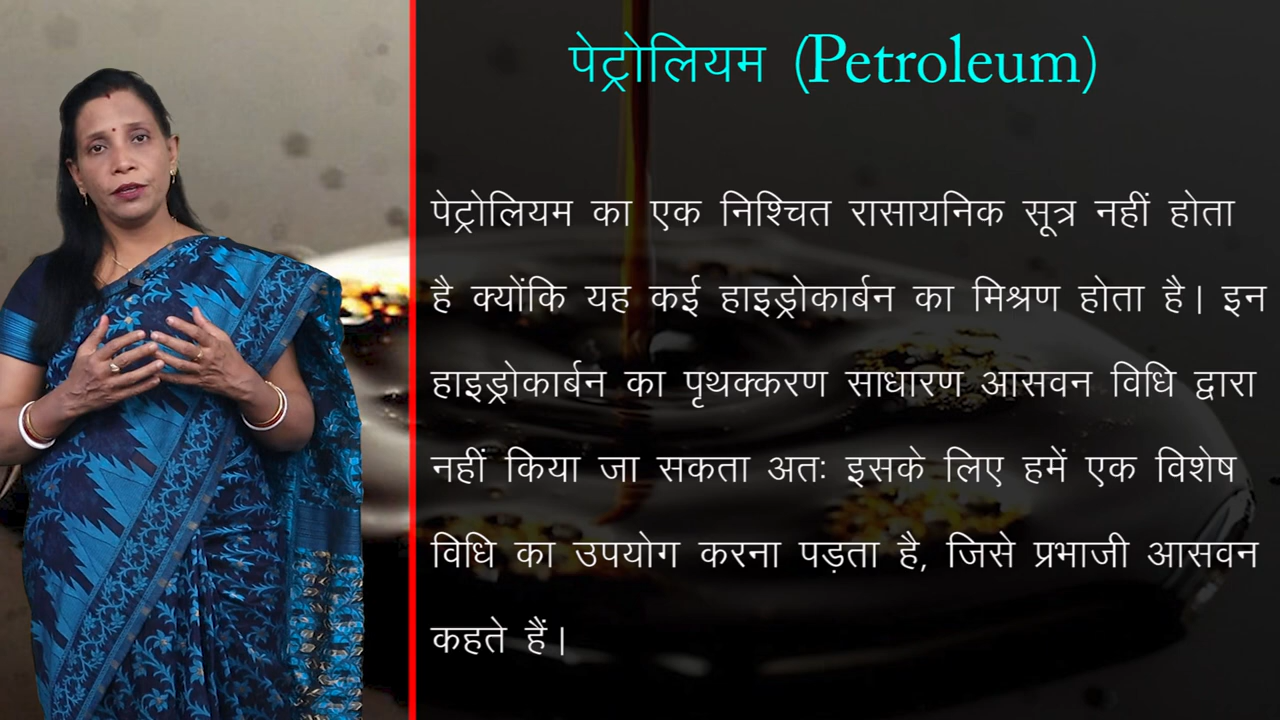 पेट्रोलियम (Petroleum)
पेट्रोलियम का एक निश्चित रासायनिक सूत्र नहीं होता
है क्योंकि यह कई हाइड्रोकार्बन का मिश्रण होता है। इन
हाइड्रोकार्बन का पृथक्करण साधारण आसवन विधि द्वारा
नहीं किया जा सकता अतः इसके लिए हमें एक विशेष
विधि का उपयोग करना पड़ता है, जिसे प्रभाजी आसवन
कहते हैं।